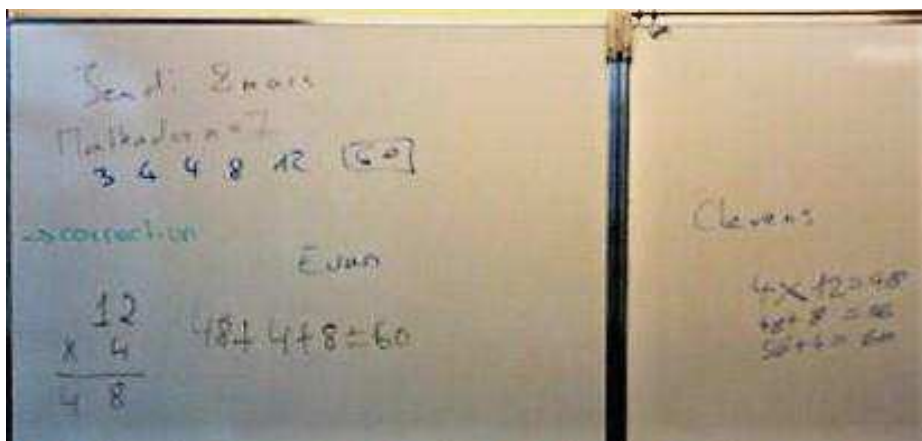 Jeudi 2 mars
Mathador n°7
3 4 4 8 12 60
→ correction
Evan
12
x 4
48
48+4+8=60
Clevens
4x12=48
48+8=56
56+4=60